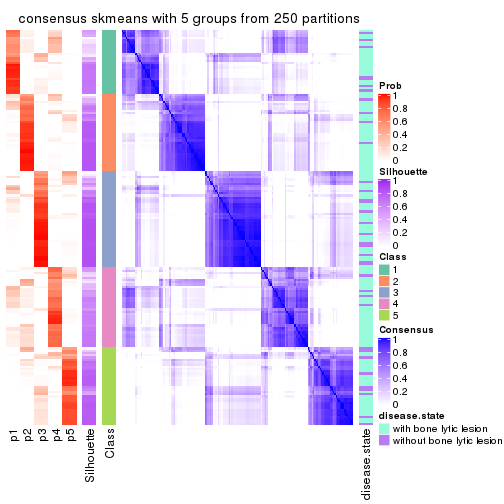 consensus skmeans with 5 groups from 250 partitions
Prob
1
0.8
0.6
0.4
0.2
0
Silhouette
1
0.8
0.6
0.4
0.2
0
Class
1
2
3
4
5
Consensus
1
0.8
0.6
0.4
0.2
0
disease.state
with bone lytic lesion
without bone lytic lesion
p1
p2
p3
p4
p5
Silhouette
Class
disease.state